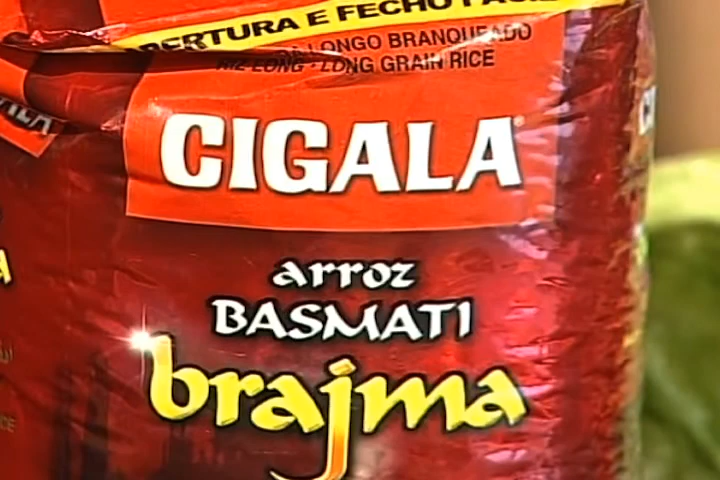 ABERTURA E FECHO FÁCIL
LONGO BRANQUEADO
RIZ LONG · LONG GRAIN RICE
CIGALA
arroz
BASMATI
brajma